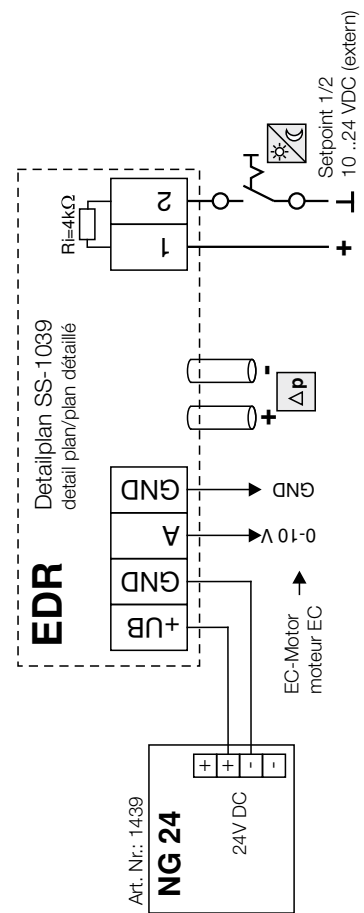 Art. Nr.: 1439
NG 24
24V DC
+
+
-
-
EDR
Detailplan SS-1039
detail plan/plan détaillé
+UB
GND
A
GND
EC-Motor
moteur EC
0-10 V
GND
+
-
Δp
Ri=4kΩ
1
2
+
Setpoint 1/2
10 ..24 VDC (extern)